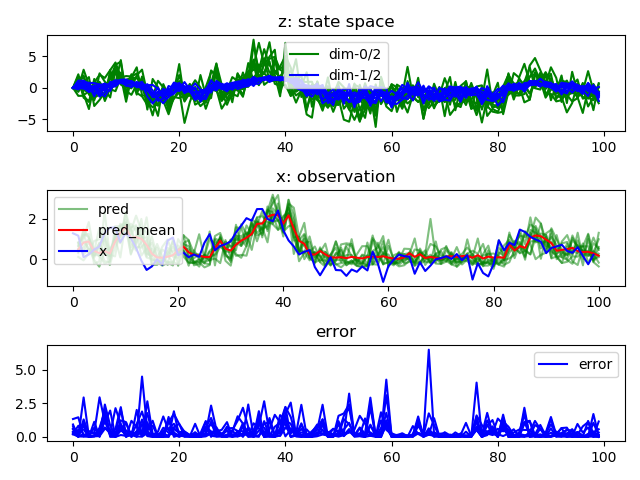 z: state space
5
0
−5
dim-0/2
dim-1/2
0 20 40 60 80 100
x: observation
2
0
pred
pred_mean
x
0 20 40 60 80 100
error
5.0
2.5
0.0
error
0 20 40 60 80 100